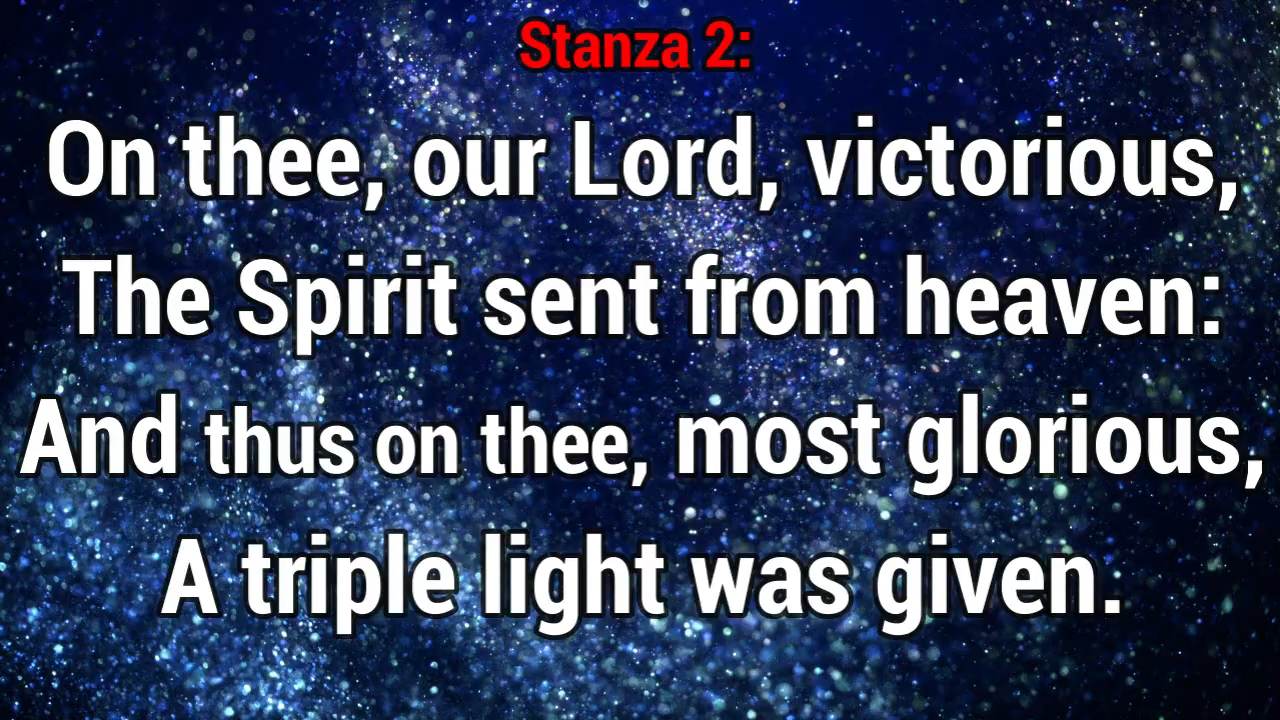 Stanza 2:
On thee, our Lord, victorious,
The Spirit sent from heaven:
And thus on thee, most glorious,
A triple light was given.